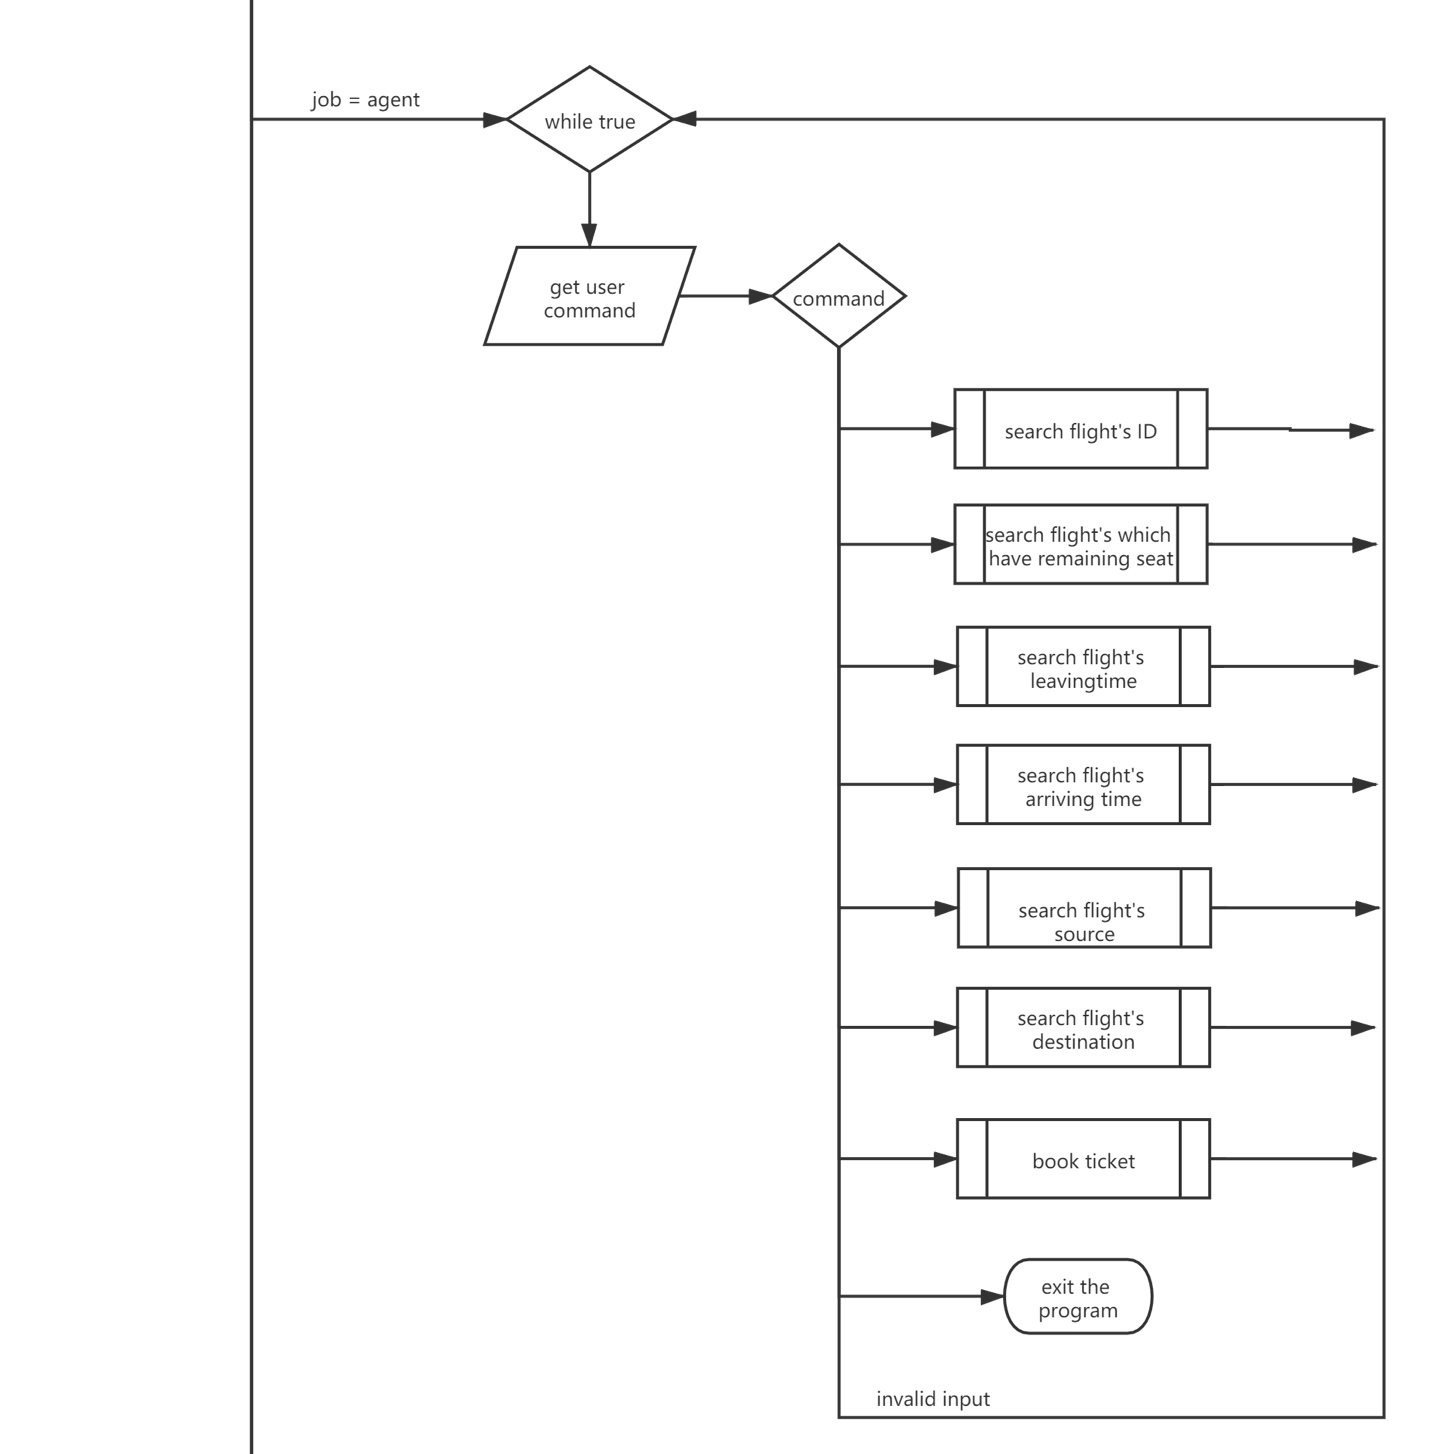 job = agent
while true
get user
command
command
search flight's ID
search flight's which
have remaining seat
search flight's
leavingtime
search flight's
arriving time
search flight's
source
search flight's
destination
book ticket
exit the
program
invalid input